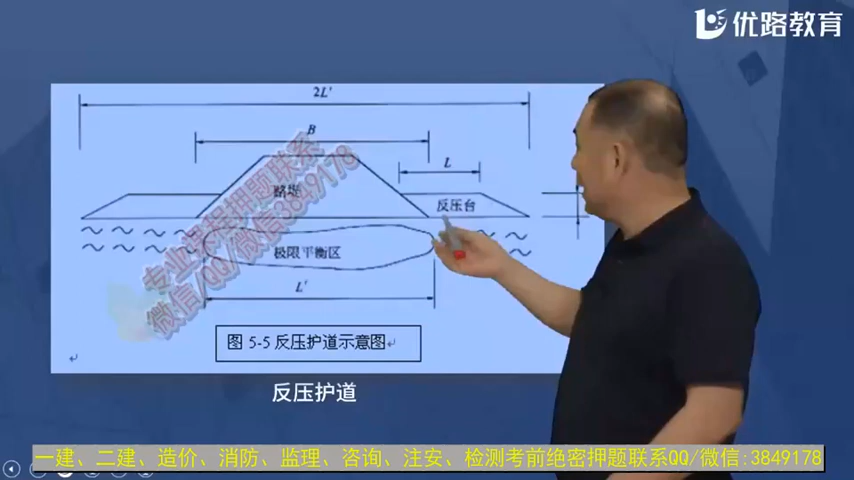 优路教育
2L'
B
L
路堤
反压台
极限平衡区
L'
图 5-5 反压护道示意图
反压护道
专业课程押题联系
微信/QQ/微信3849178
一建、二建、造价、消防、监理、咨询、注安、检测考前绝密押题联系QQ/微信:3849178